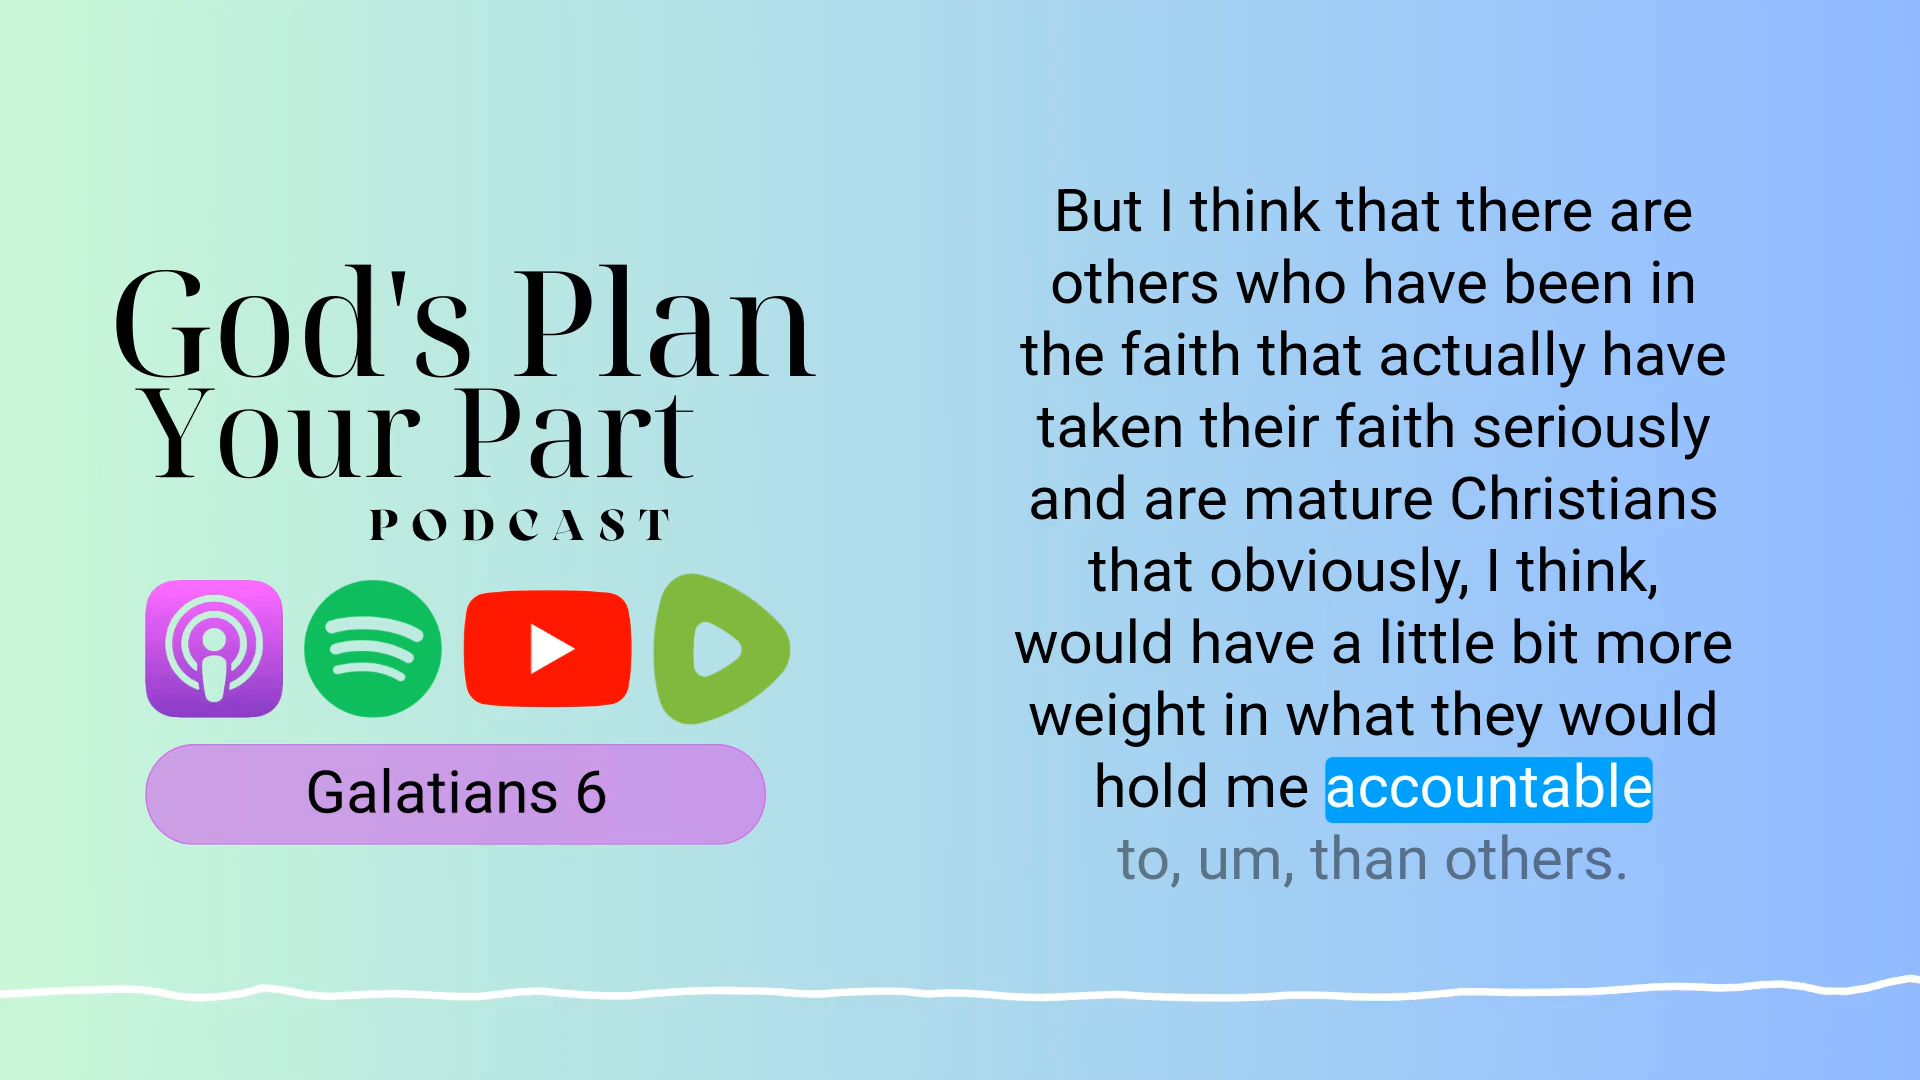 God's Plan
Your Part
PODCAST
Galatians 6
But I think that there are
others who have been in
the faith that actually have
taken their faith seriously
and are mature Christians
that obviously, I think,
would have a little bit more
weight in what they would
hold me accountable
to, um, than others.